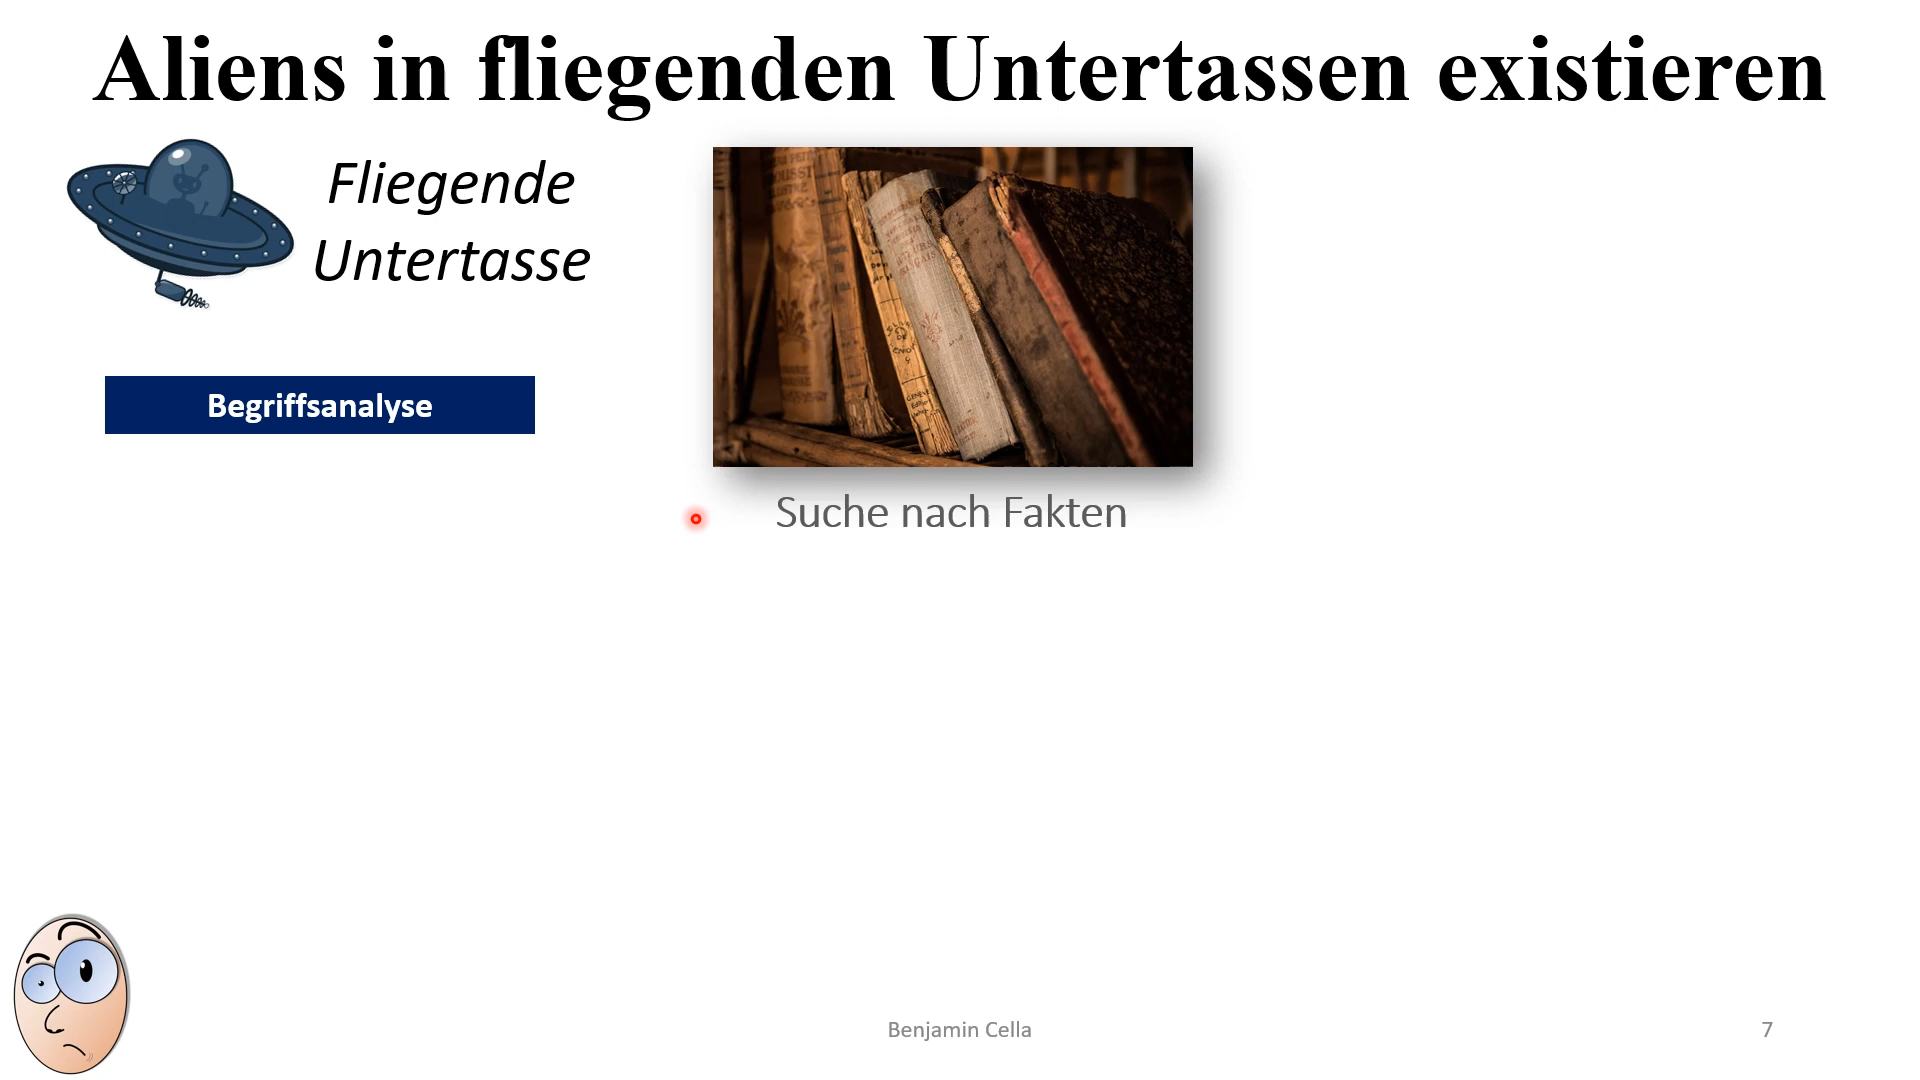 Aliens in fliegenden Untertassen existieren
Fliegende
Untertasse
Begriffsanalyse
Suche nach Fakten
Benjamin Cella
7